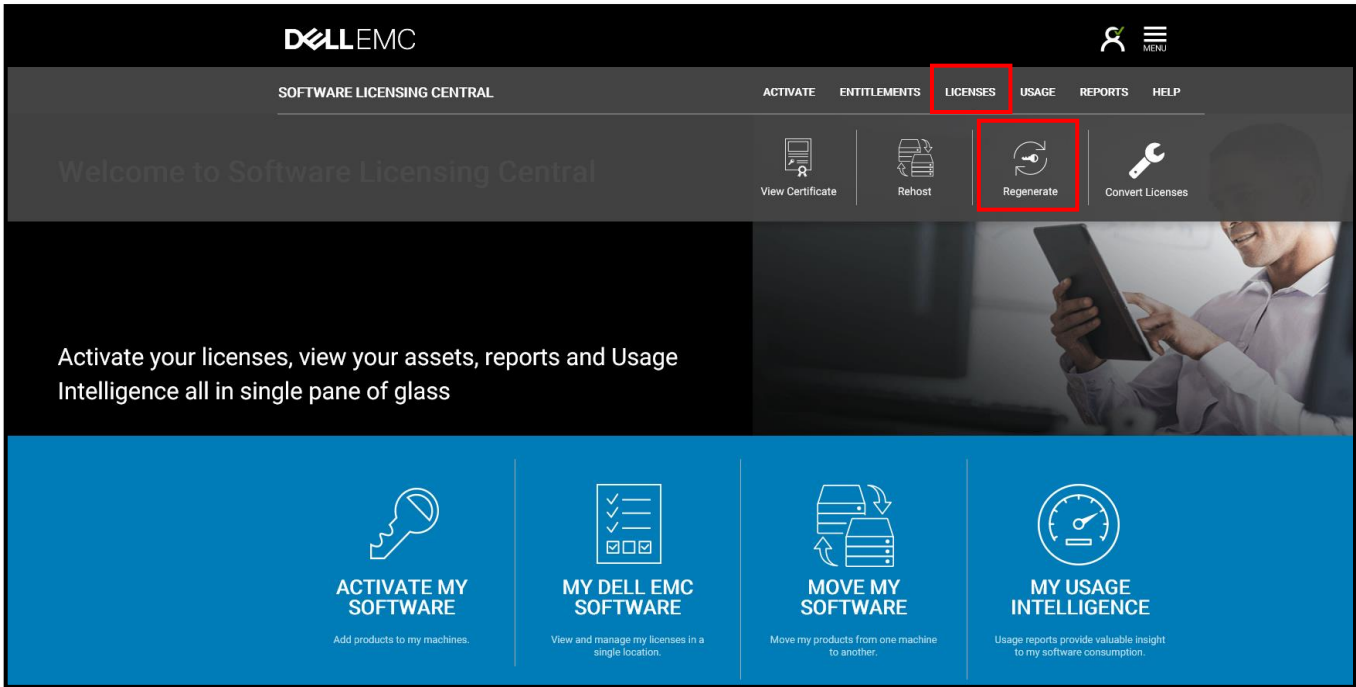 DELLEMC
MENU
SOFTWARE LICENSING CENTRAL
ACTIVATE ENTITLEMENTS LICENSES USAGE REPORTS HELP
Welcome to Software Licensing Central
View Certificate Rehost Regenerate Convert Licenses
Activate your licenses, view your assets, reports and Usage
Intelligence all in single pane of glass
ACTIVATE MY
SOFTWARE
Add products to my machines.
MY DELL EMC
SOFTWARE
View and manage my licenses in a
single location.
MOVE MY
SOFTWARE
Move my products from one machine
to another.
MY USAGE
INTELLIGENCE
Usage reports provide valuable insight
to my software consumption.